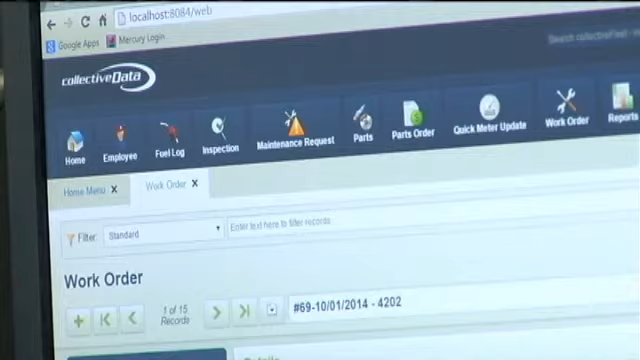 localhost:8084/web
Google Apps
Mercury Login
collectiveData
Home
Employee
Fuel Log
Inspection
Maintenance Request
Parts
Parts Order
Quick Meter Update
Work Order
Reports
Home Menu X
Work Order X
Filter: Standard
Enter text here to filter records
Work Order
1 of 15
Records
#69-10/01/2014 - 4202